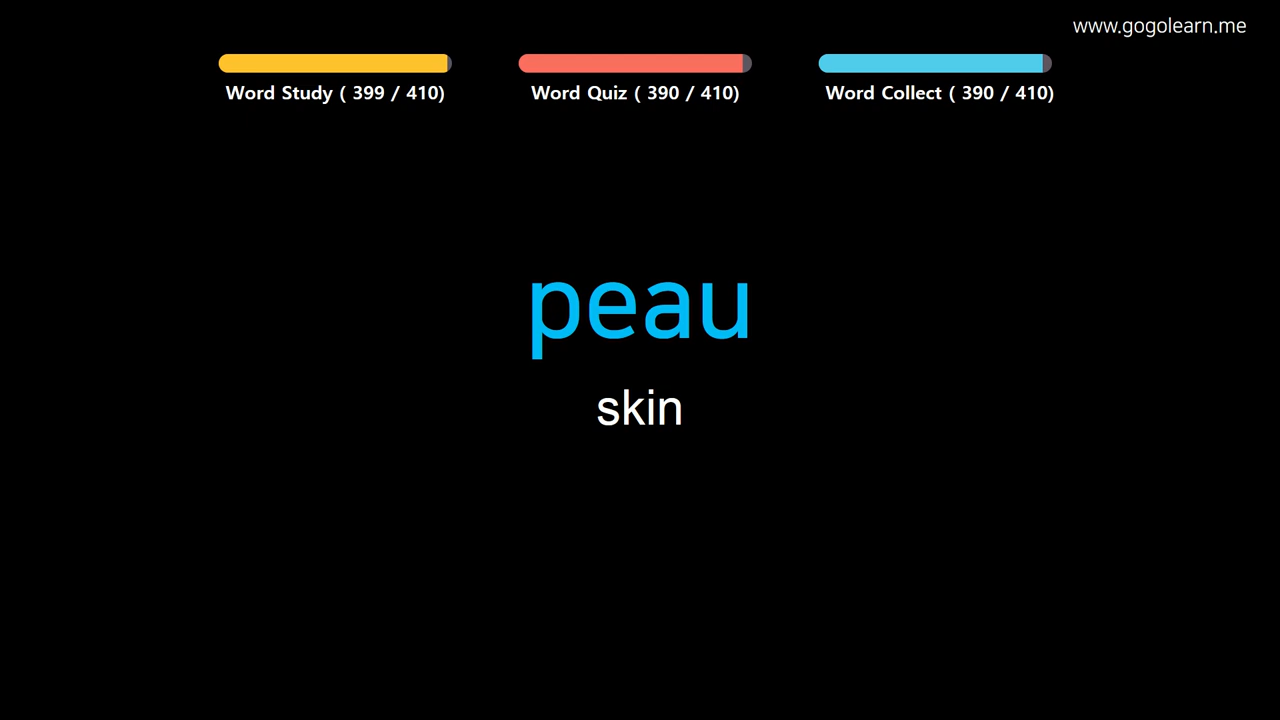 www.gogolearn.me
Word Study ( 399 / 410)
Word Quiz ( 390 / 410)
Word Collect ( 390 / 410)
peau
skin